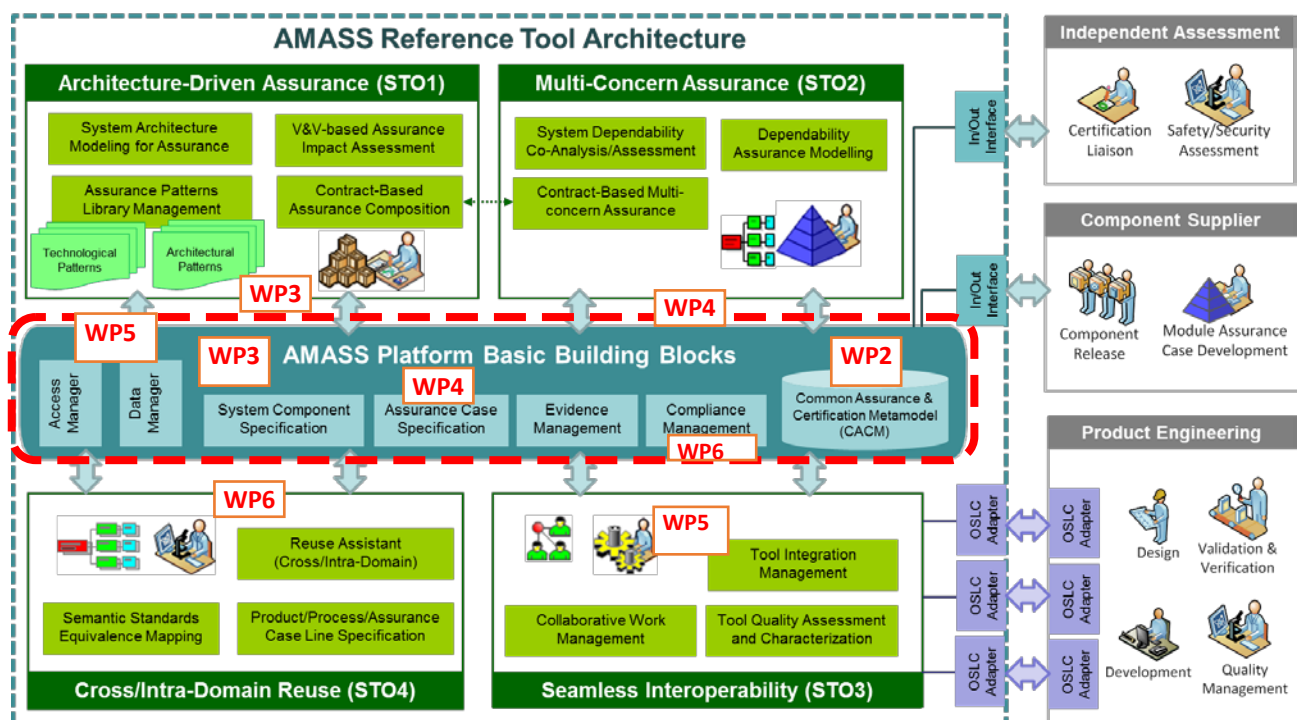 AMASS Reference Tool Architecture
Architecture-Driven Assurance (STO1)
System Architecture
Modeling for Assurance
V&V-based Assurance
Impact Assessment
Assurance Patterns
Library Management
Contract-Based
Assurance Composition
Technological
Patterns
Architectural
Patterns
WP3
Multi-Concern Assurance (STO2)
System Dependability
Co-Analysis/Assessment
Dependability
Assurance Modelling
Contract-Based Multi-
concern Assurance
WP4
In/Out
Interface
In/Out
Interface
Independent Assessment
Certification
Liaison
Safety/Security
Assessment
Component Supplier
Component
Release
Module Assurance
Case Development
WP5
WP3
AMASS Platform Basic Building Blocks
WP4
WP2
Access
Manager
Data
Manager
System Component
Specification
Assurance Case
Specification
Evidence
Management
Compliance
Management
WP6
Common Assurance &
Certification Metamodel
(CACM)
WP6
Reuse Assistant
(Cross/Intra-Domain)
Semantic Standards
Equivalence Mapping
Product/Process/Assurance
Case Line Specification
Cross/Intra-Domain Reuse (STO4)
WP5
Tool Integration
Management
Collaborative Work
Management
Tool Quality Assessment
and Characterization
Seamless Interoperability (STO3)
OSLC
Adapter
OSLC
Adapter
OSLC
Adapter
OSLC
Adapter
OSLC
Adapter
OSLC
Adapter
Product Engineering
Design
Validation &
Verification
Development
Quality
Management